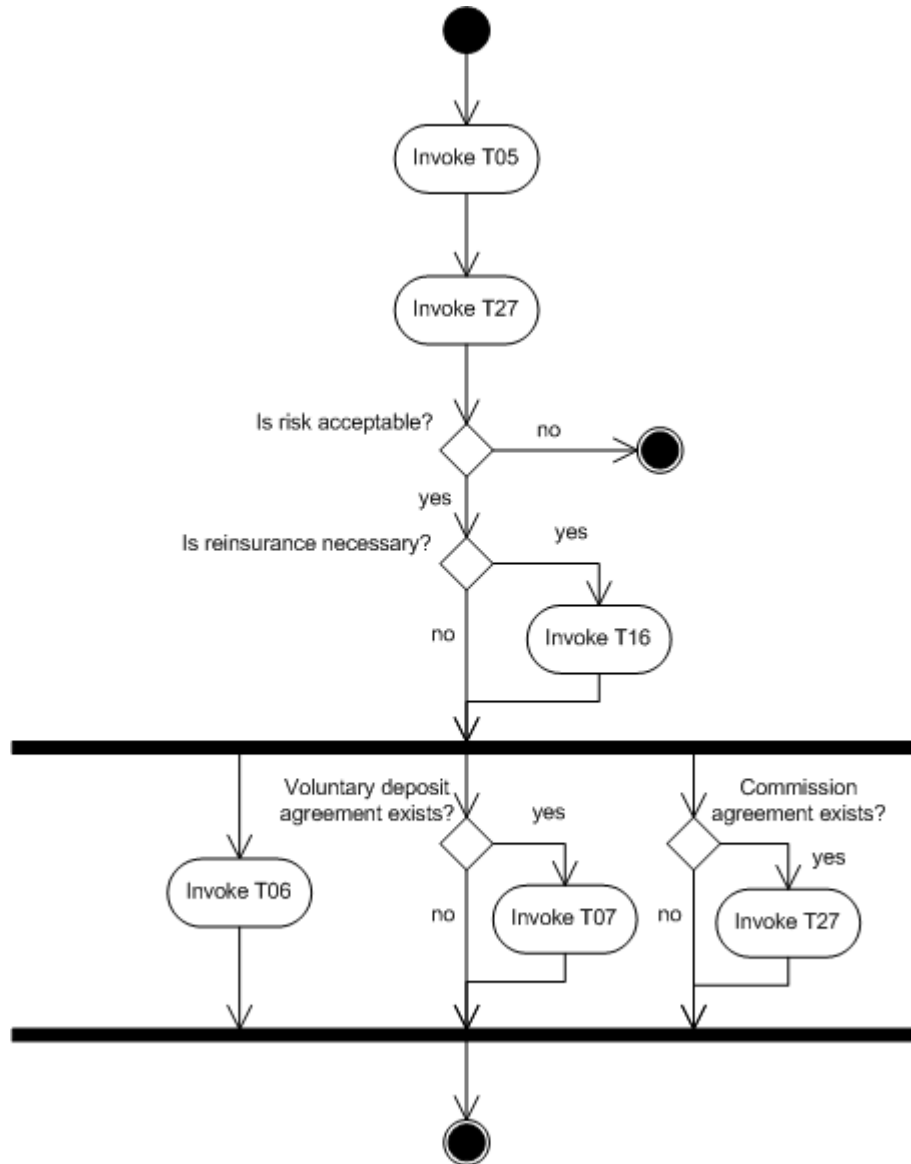 Invoke T05
Invoke T27
Is risk acceptable?
no
yes
Is reinsurance necessary?
yes
no
Invoke T16
Voluntary deposit
agreement exists?
yes
Commission
agreement exists?
yes
Invoke T06
no
Invoke T07
no
Invoke T27